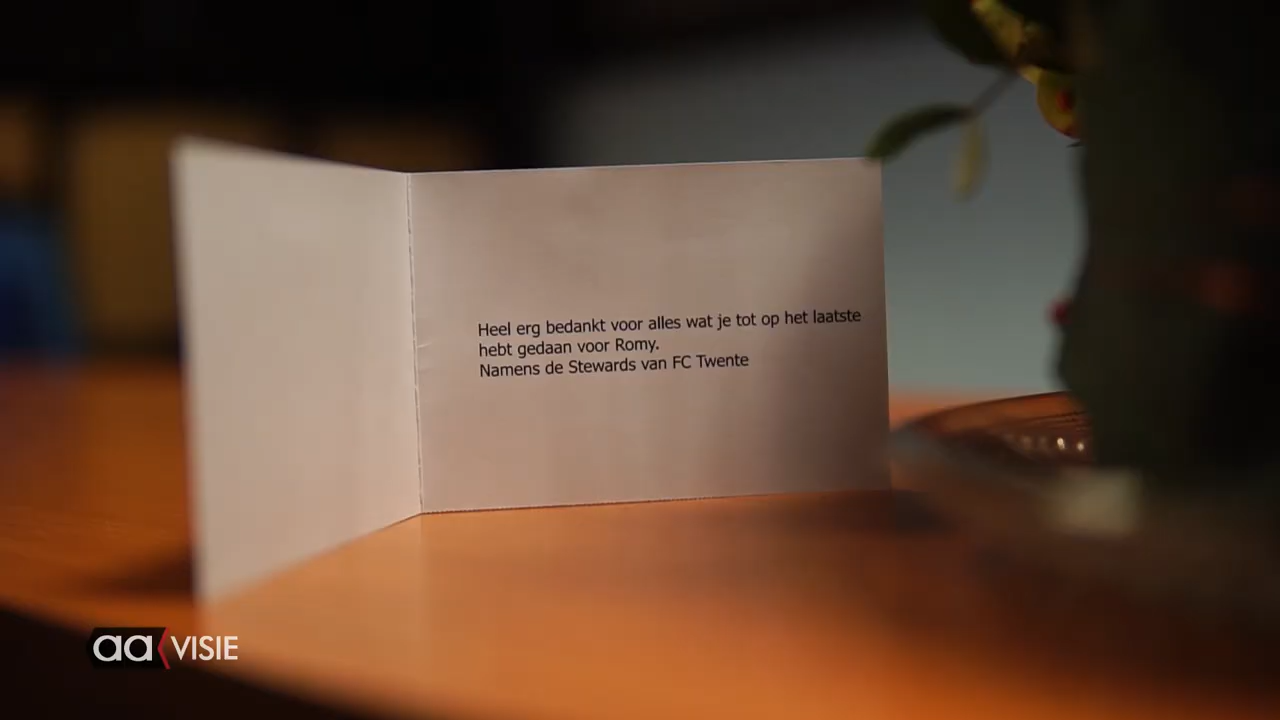 Heel erg bedankt voor alles wat je tot op het laatste
hebt gedaan voor Romy.
Namens de Stewards van FC Twente
aa VISIE